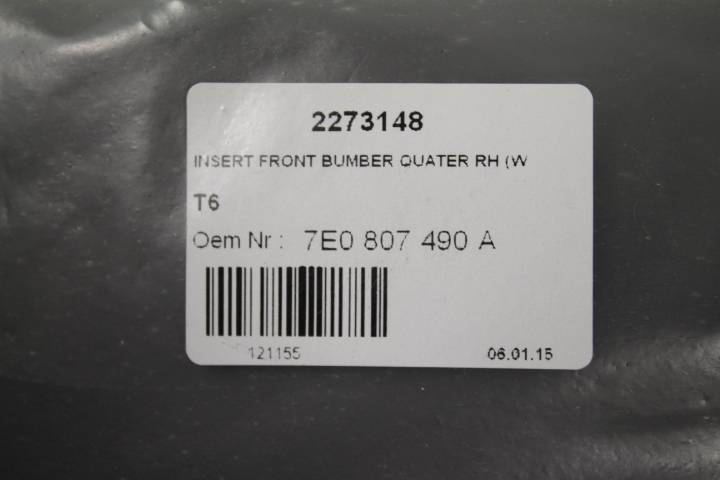 2273148
INSERT FRONT BUMBER QUATER RH (W
T6
Oem Nr : 7E0 807 490 A
121155 06.01.15